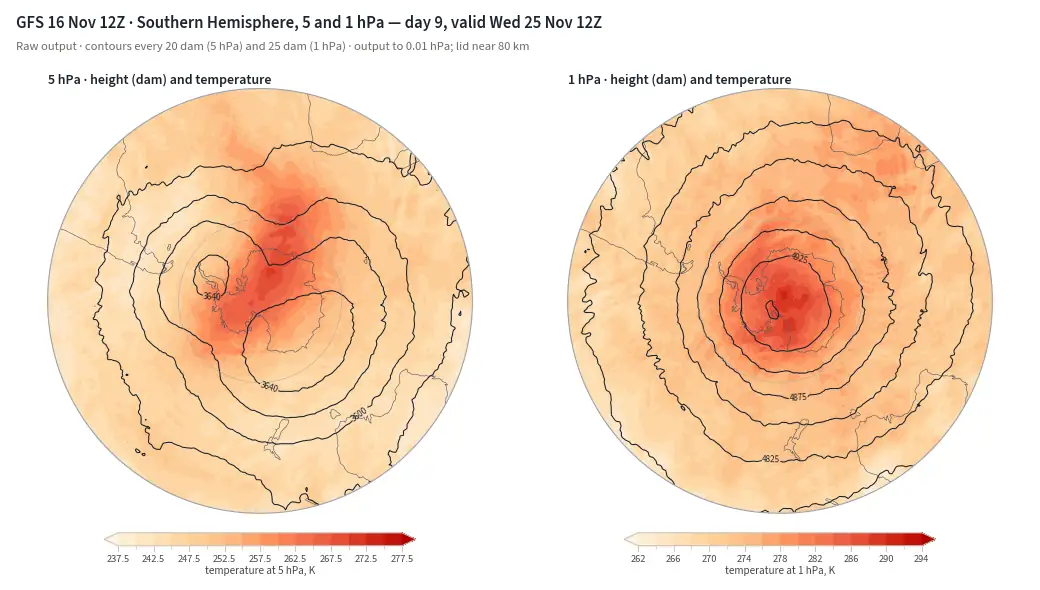 GFS 16 Nov 12Z · Southern Hemisphere, 5 and 1 hPa — day 9, valid Wed 25 Nov 12Z
Raw output · contours every 20 dam (5 hPa) and 25 dam (1 hPa) · output to 0.01 hPa; lid near 80 km
5 hPa · height (dam) and temperature
1 hPa · height (dam) and temperature
3640
3640
3600
4925
4875
4825
237.5 242.5 247.5 252.5 257.5 262.5 267.5 272.5 277.5
temperature at 5 hPa, K
262 266 270 274 278 282 286 290 294
temperature at 1 hPa, K